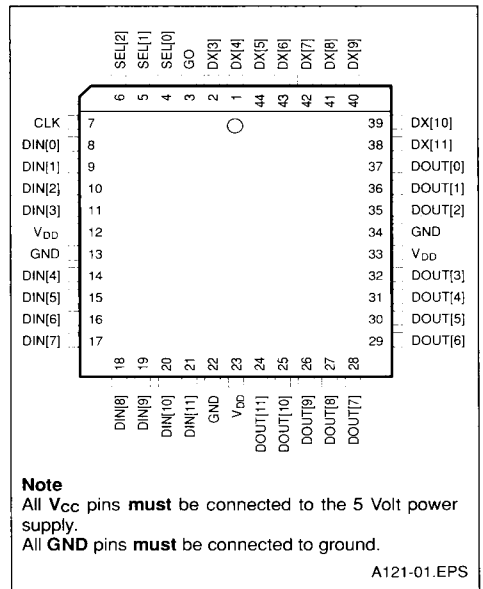 SEL[2] SEL[1] SEL[0] GO DX[3] DX[4] DX[5] DX[6] DX[7] DX[8] DX[9]
6 5 4 3 2 1 44 43 42 41 40
CLK 7 39 DX[10]
DIN[0] 8 38 DX[11]
DIN[1] 9 37 DOUT[0]
DIN[2] 10 36 DOUT[1]
DIN[3] 11 35 DOUT[2]
VDD 12 34 GND
GND 13 33 VDD
DIN[4] 14 32 DOUT[3]
DIN[5] 15 31 DOUT[4]
DIN[6] 16 30 DOUT[5]
DIN[7] 17 29 DOUT[6]
18 19 20 21 22 23 24 25 26 27 28
DIN[8] DIN[9] DIN[10] DIN[11] GND VDD DOUT[11] DOUT[10] DOUT[9] DOUT[8] DOUT[7]
Note
All VCC pins must be connected to the 5 Volt power
supply.
All GND pins must be connected to ground.
A121-01.EPS